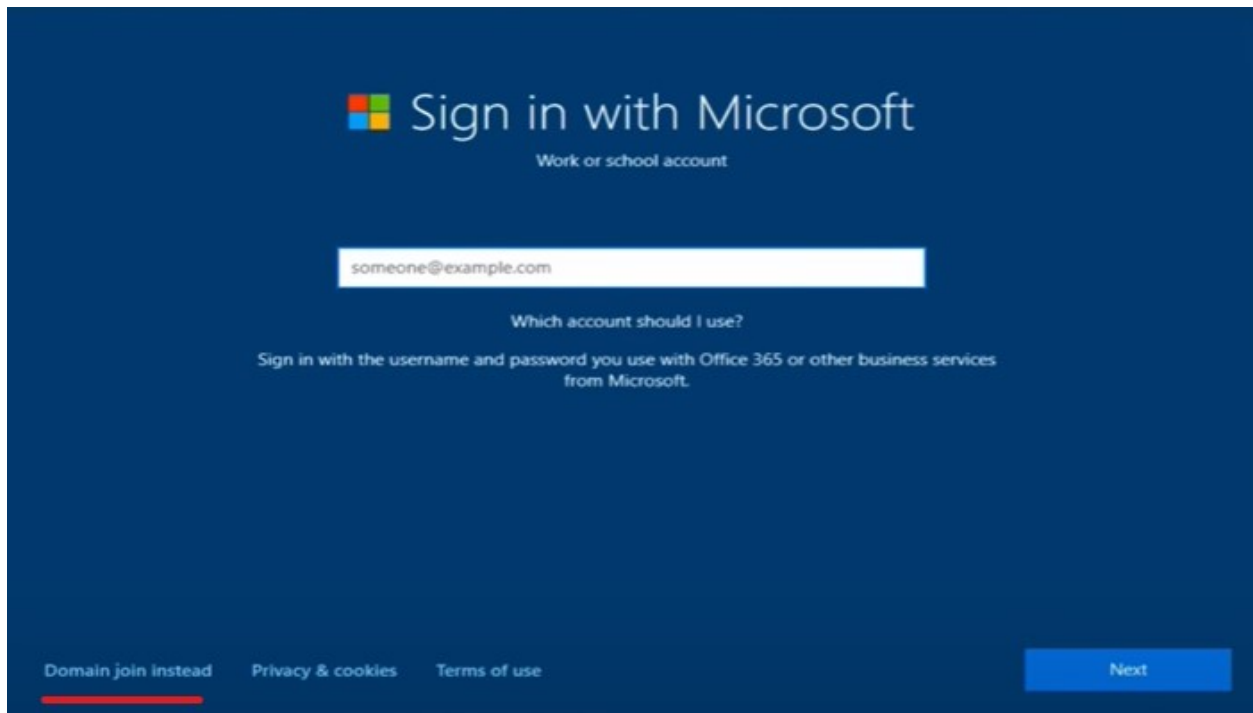 Sign in with Microsoft
Work or school account
someone@example.com
Which account should I use?
Sign in with the username and password you use with Office 365 or other business services
from Microsoft.
Domain join instead
Privacy & cookies
Terms of use
Next